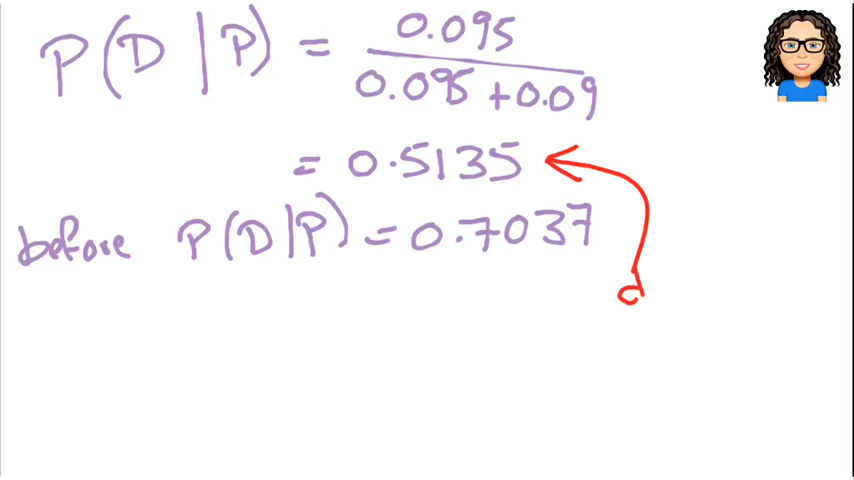 P(D|P) = 0.095 / 0.095 + 0.09
= 0.5135
before P(D|P) = 0.7037
d